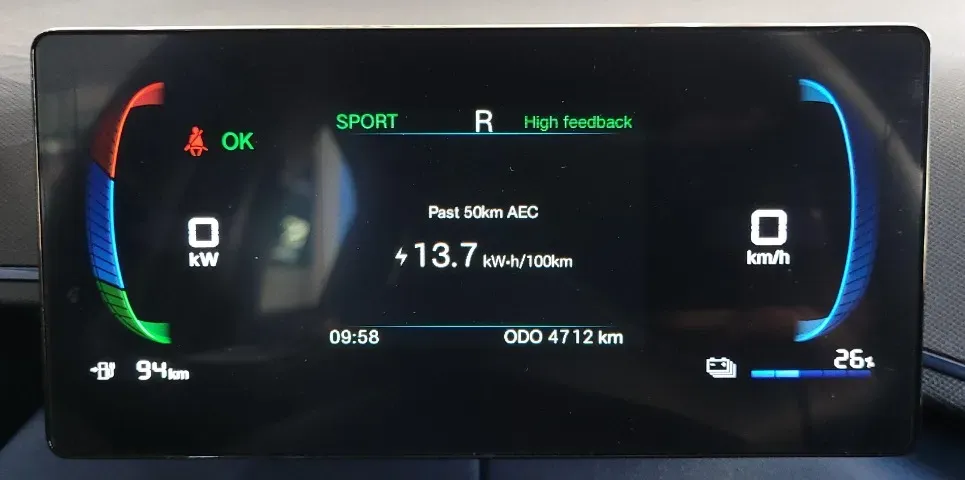 SPORT R High feedback
OK
Past 50km AEC
0
kW
13.7 kW·h/100km
0
km/h
09:58 ODO 4712 km
94km
26%